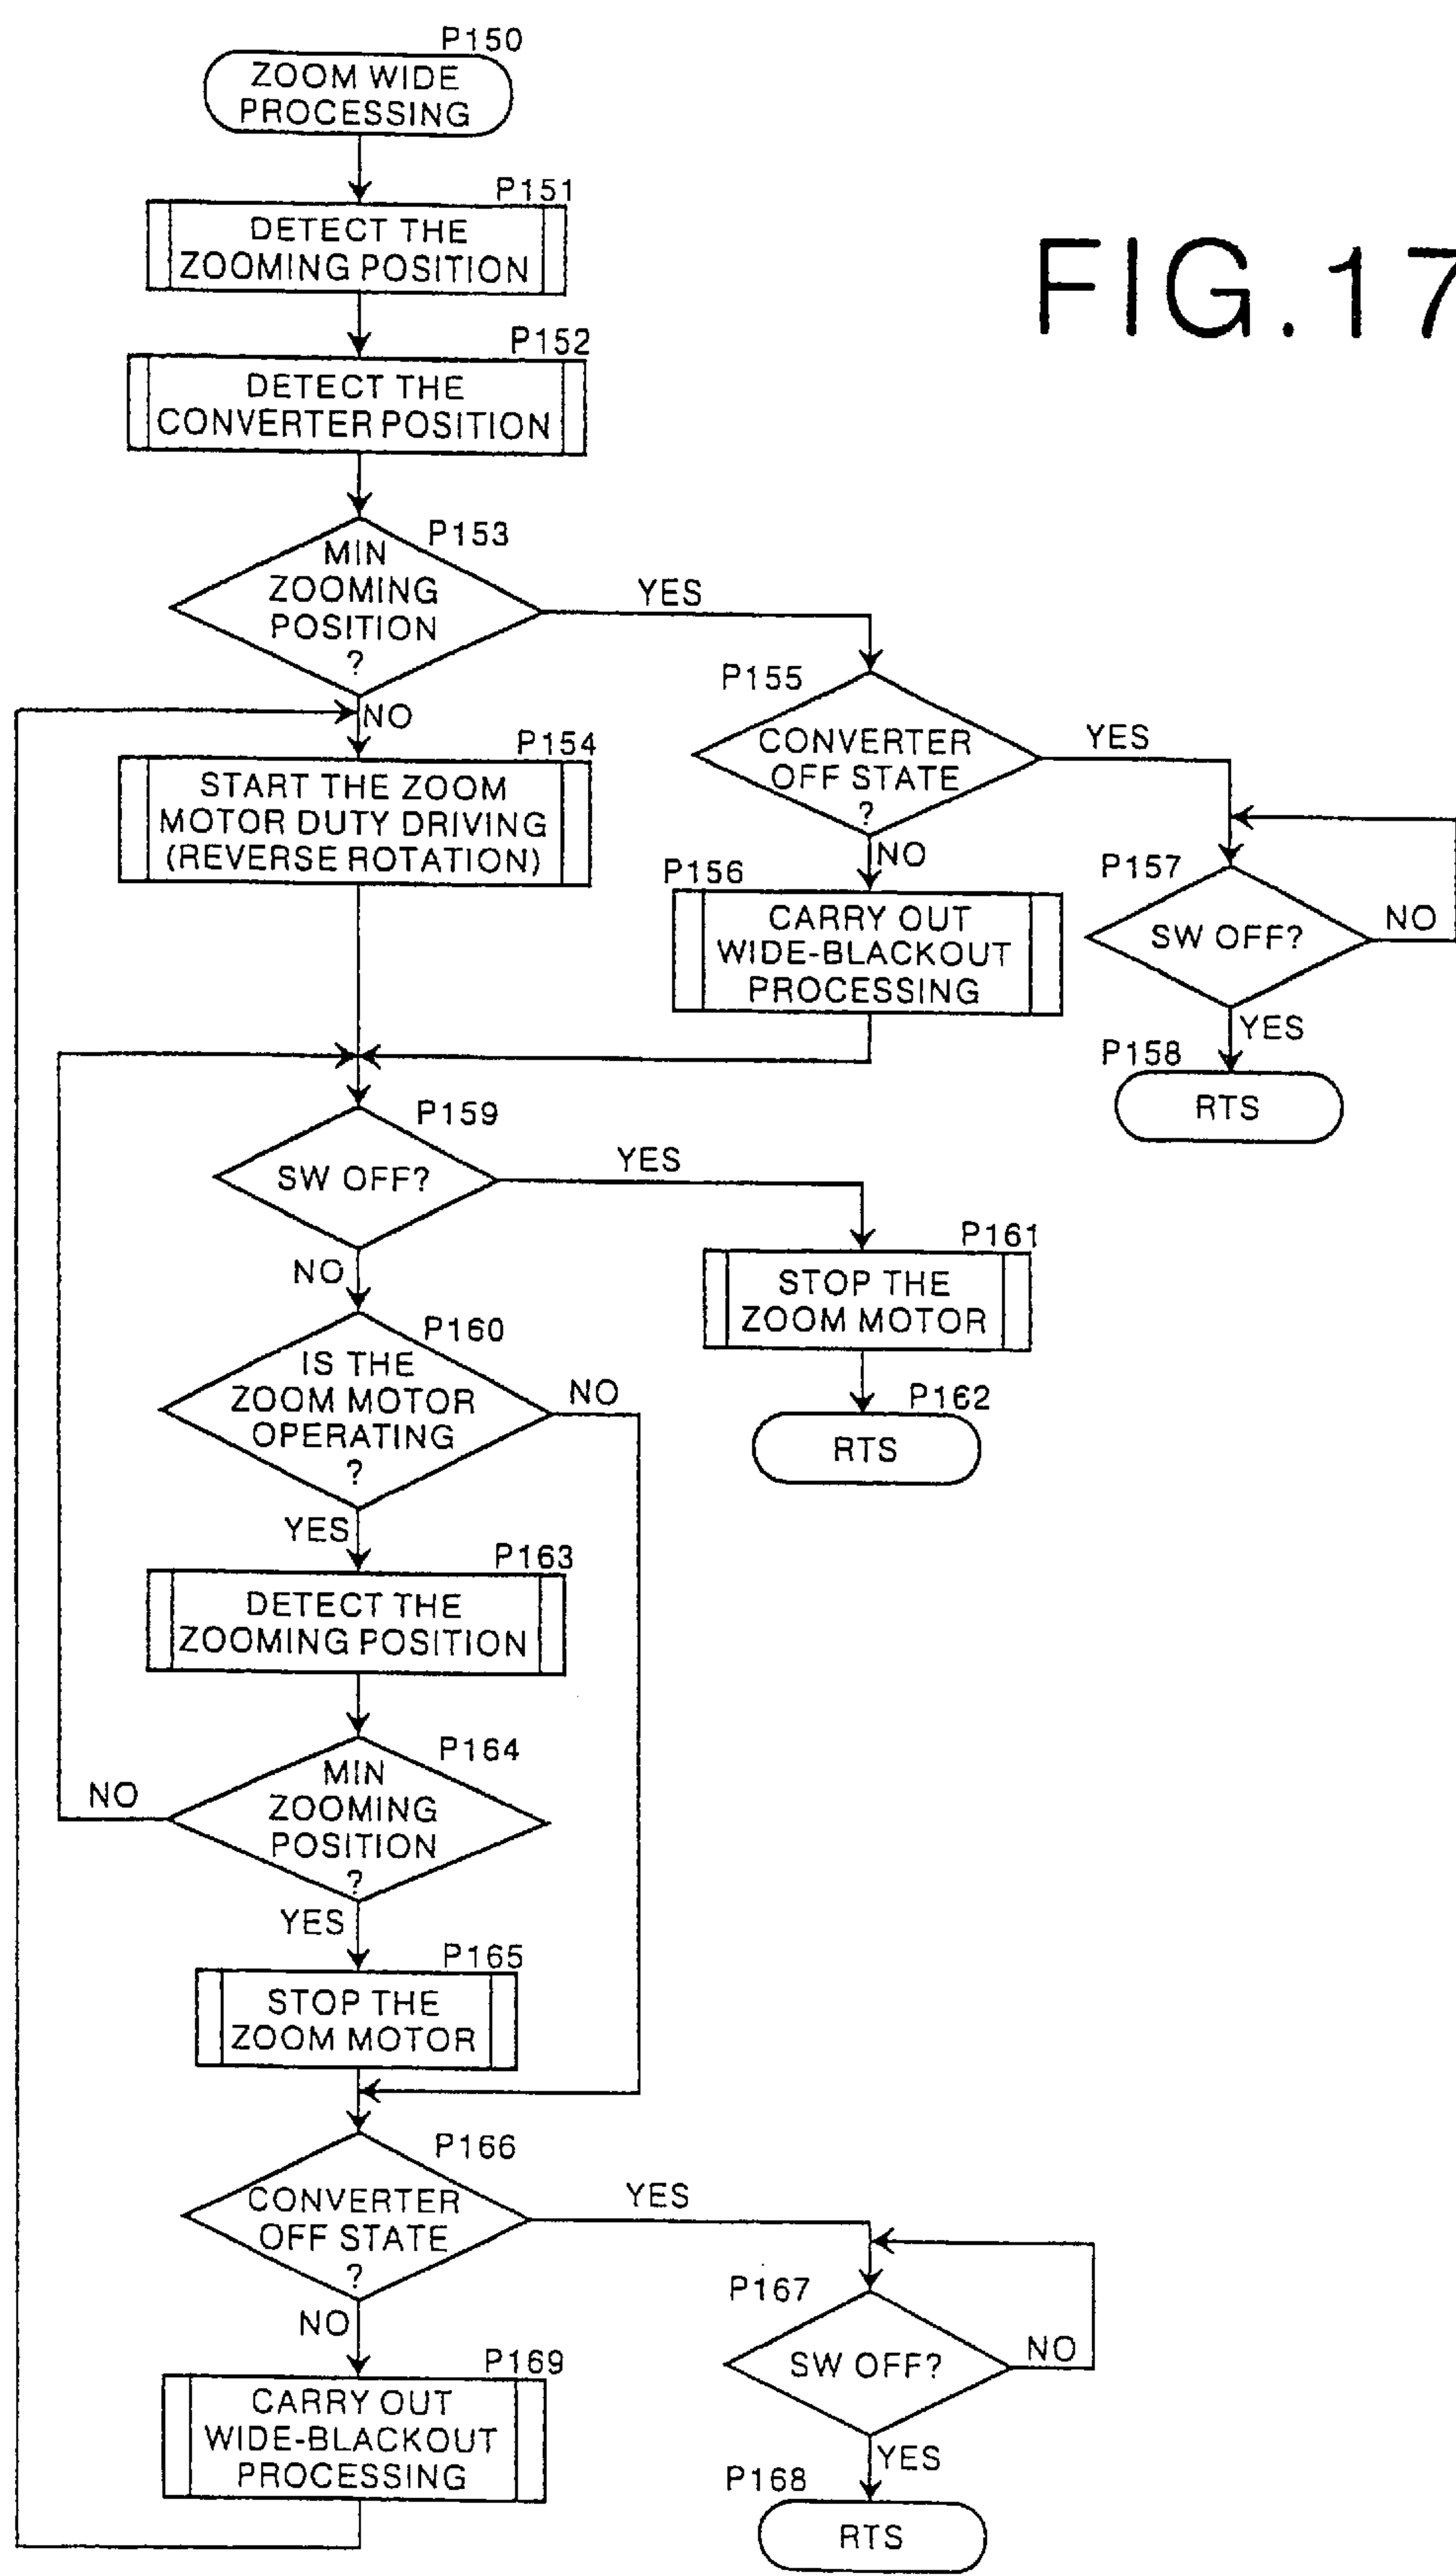 P150
ZOOM WIDE
PROCESSING
P151
DETECT THE
ZOOMING POSITION
FIG.17
P152
DETECT THE
CONVERTER POSITION
P153
MIN
ZOOMING
POSITION
?
YES
NO
P155
CONVERTER
OFF STATE
?
YES
NO
P154
START THE ZOOM
MOTOR DUTY DRIVING
(REVERSE ROTATION)
P156
CARRY OUT
WIDE-BLACKOUT
PROCESSING
P157
SW OFF?
NO
YES
P158
RTS
P159
SW OFF?
YES
NO
P161
STOP THE
ZOOM MOTOR
P162
RTS
P160
IS THE
ZOOM MOTOR
OPERATING
?
NO
YES
P163
DETECT THE
ZOOMING POSITION
P164
MIN
ZOOMING
POSITION
?
NO
YES
P165
STOP THE
ZOOM MOTOR
P166
CONVERTER
OFF STATE
?
YES
NO
P167
SW OFF?
NO
YES
P168
RTS
P169
CARRY OUT
WIDE-BLACKOUT
PROCESSING